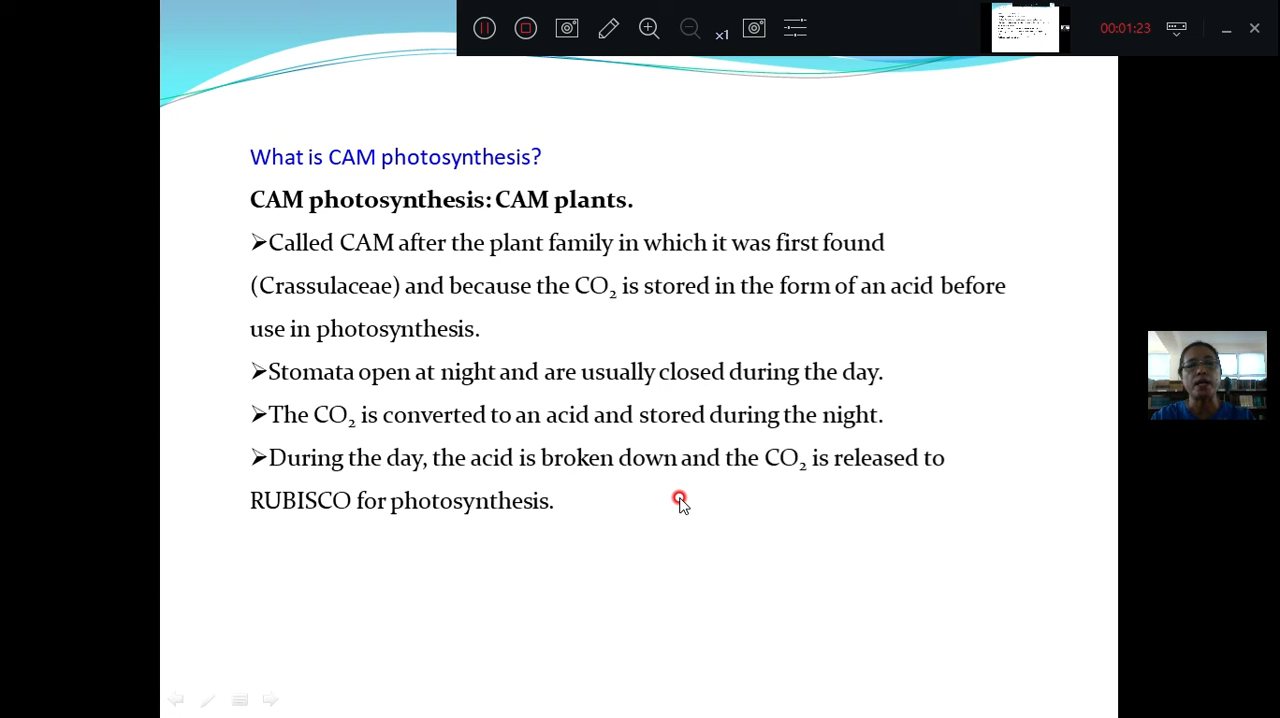 x1
00:01:23
What is CAM photosynthesis?
CAM photosynthesis: CAM plants.
➢Called CAM after the plant family in which it was first found
(Crassulaceae) and because the CO₂ is stored in the form of an acid before
use in photosynthesis.
➢Stomata open at night and are usually closed during the day.
➢The CO₂ is converted to an acid and stored during the night.
➢During the day, the acid is broken down and the CO₂ is released to
RUBISCO for photosynthesis.